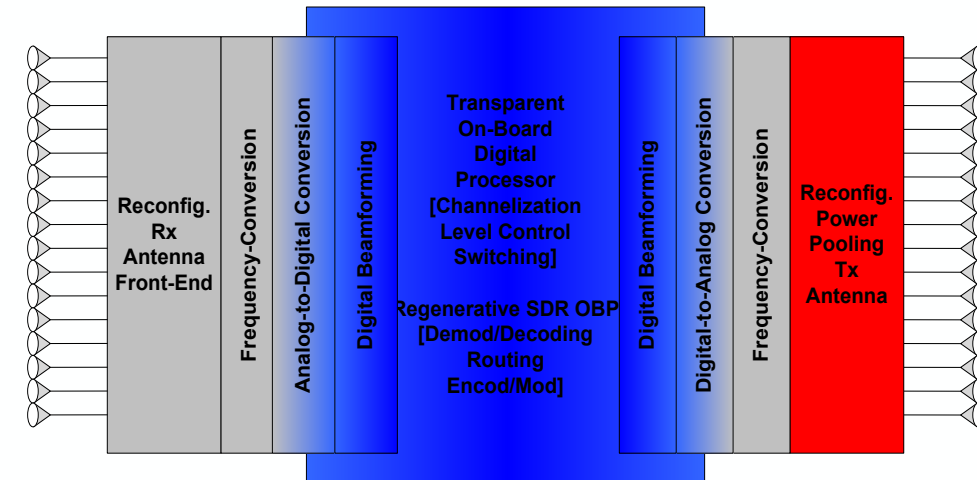 Reconfig.
Rx
Antenna
Front-End
Frequency-Conversion
Analog-to-Digital Conversion
Digital Beamforming
Transparent
On-Board
Digital
Processor
[Channelization
Level Control
Switching]
Regenerative SDR OBP
[Demod/Decoding
Routing
Encod/Mod]
Digital Beamforming
Digital-to-Analog Conversion
Frequency-Conversion
Reconfig.
Power
Pooling
Tx
Antenna